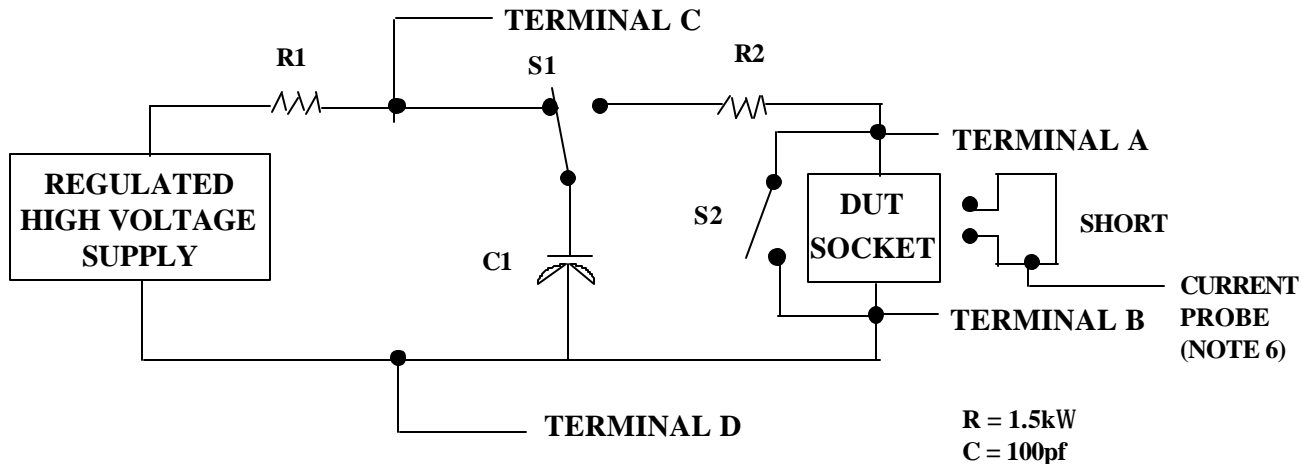 TERMINAL C
R1
S1
R2
TERMINAL A
REGULATED
HIGH VOLTAGE
SUPPLY
S2
DUT
SOCKET
SHORT
C1
CURRENT
PROBE
(NOTE 6)
TERMINAL B
TERMINAL D
R = 1.5kW
C = 100pf